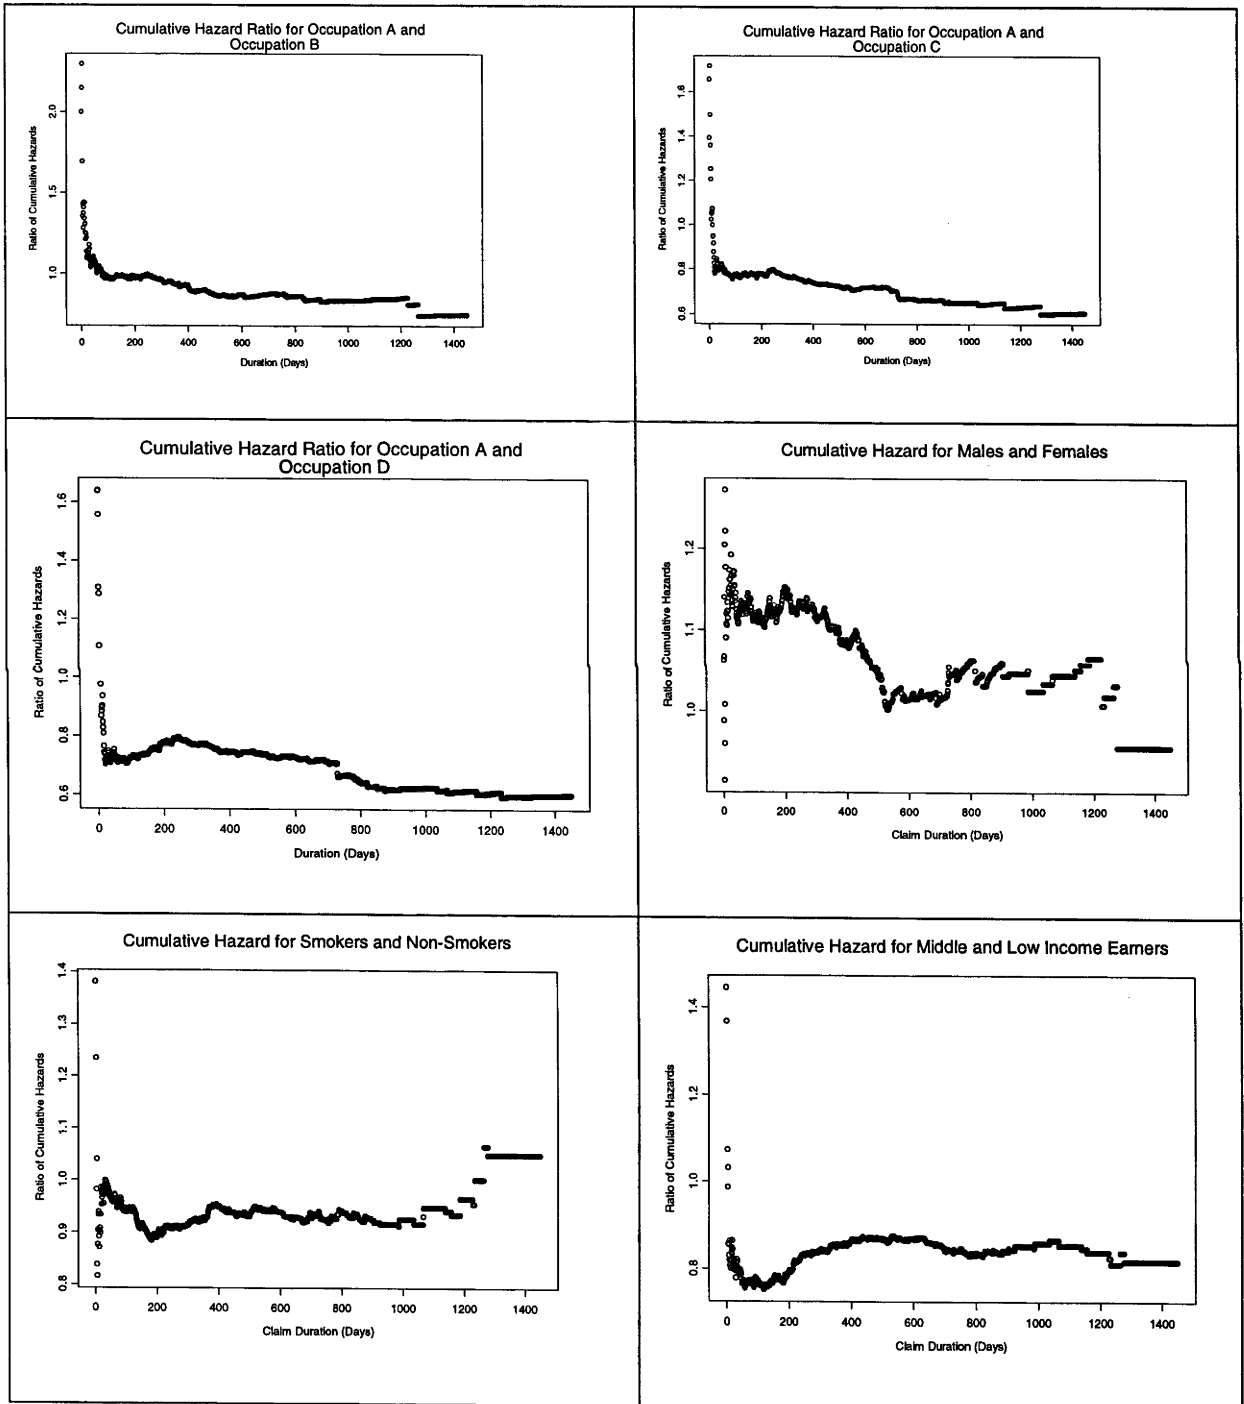 Cumulative Hazard Ratio for Occupation A and
Occupation B
Ratio of Cumulative Hazards
2.0
1.5
1.0
0 200 400 600 800 1000 1200 1400
Duration (Days)
Cumulative Hazard Ratio for Occupation A and
Occupation C
Ratio of Cumulative Hazards
1.6
1.4
1.2
1.0
0.8
0.6
0 200 400 600 800 1000 1200 1400
Duration (Days)
Cumulative Hazard Ratio for Occupation A and
Occupation D
Ratio of Cumulative Hazards
1.6
1.4
1.2
1.0
0.8
0.6
0 200 400 600 800 1000 1200 1400
Duration (Days)
Cumulative Hazard for Males and Females
Ratio of Cumulative Hazards
1.2
1.1
1.0
0 200 400 600 800 1000 1200 1400
Claim Duration (Days)
Cumulative Hazard for Smokers and Non-Smokers
Ratio of Cumulative Hazards
1.4
1.3
1.2
1.1
1.0
0.9
0.8
0 200 400 600 800 1000 1200 1400
Claim Duration (Days)
Cumulative Hazard for Middle and Low Income Earners
Ratio of Cumulative Hazards
1.4
1.2
1.0
0.8
0 200 400 600 800 1000 1200 1400
Claim Duration (Days)